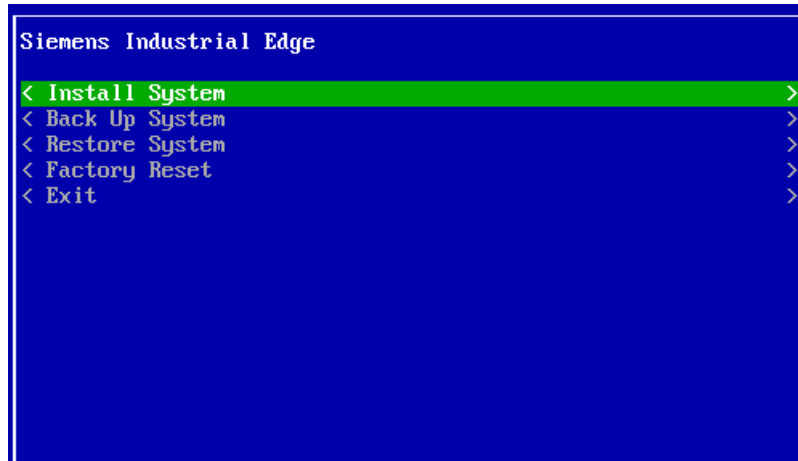 Siemens Industrial Edge
< Install System >
< Back Up System >
< Restore System >
< Factory Reset >
< Exit >